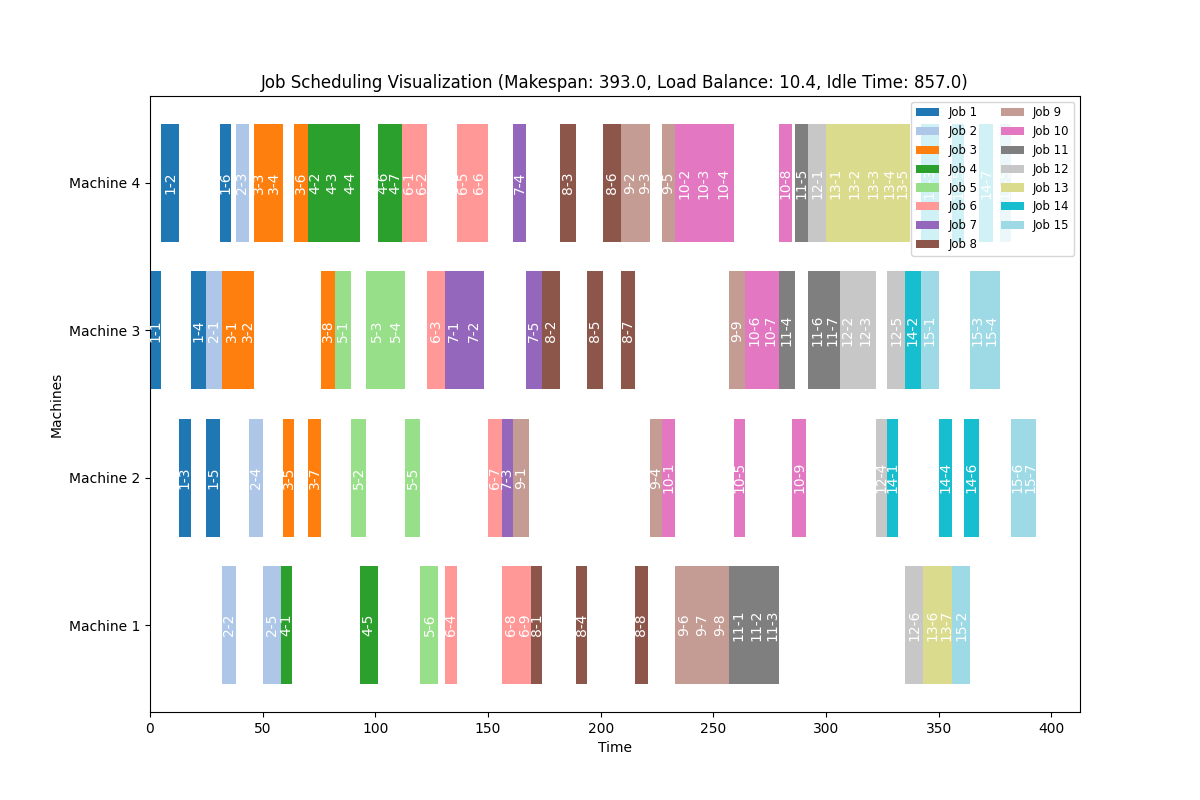 Job Scheduling Visualization (Makespan: 393.0, Load Balance: 10.4, Idle Time: 857.0)
Machines
Machine 4
1-2 1-6 2-3 3-3 3-4 3-6 4-2 4-3 4-4 4-6 4-7 6-1 6-2 6-5 6-6 7-4 8-3 8-6 9-2 9-3 9-5 10-2 10-3 10-4 10-8 11-5 12-1 13-1 13-2 13-3 13-4 13-5
Job 1
Job 2
Job 3
Job 4
Job 5
Job 6
Job 7
Job 8
Job 9
Job 10
Job 11
Job 12
Job 13
Job 14
Job 15
Machine 3
1-1 1-4 2-1 3-1 3-2 3-8 5-1 5-3 5-4 6-3 7-1 7-2 7-5 8-2 8-5 8-7 9-9 10-6 10-7 11-4 11-6 11-7 12-2 12-3 12-5 14-2 15-1 15-3 15-4
Machine 2
1-3 1-5 2-4 3-5 3-7 5-2 5-5 6-7 7-3 9-1 9-4 10-1 10-5 10-9 12-4 14-1 14-4 14-6 15-6 15-7
Machine 1
2-2 2-5 4-1 4-5 5-6 6-4 6-8 6-9 8-1 8-4 8-8 9-6 9-7 9-8 11-1 11-2 11-3 12-6 13-6 13-7 15-2
0 50 100 150 200 250 300 350 400
Time